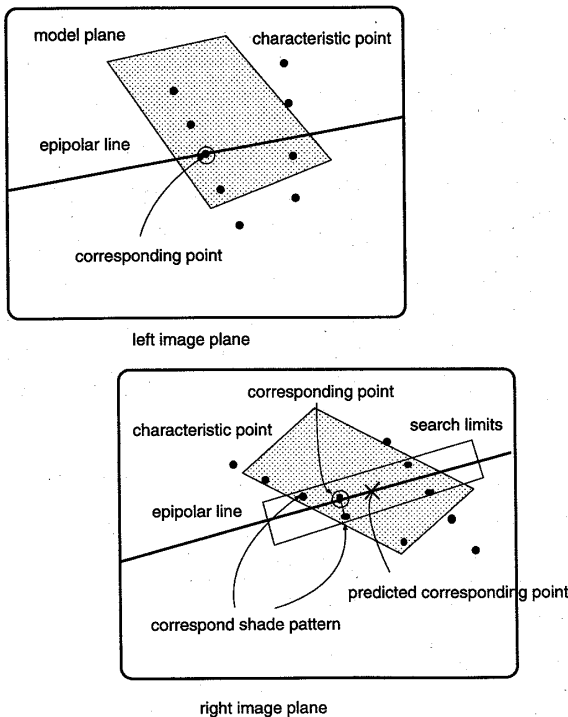 model plane
characteristic point
epipolar line
corresponding point
left image plane
corresponding point
characteristic point
search limits
epipolar line
predicted corresponding point
correspond shade pattern
right image plane